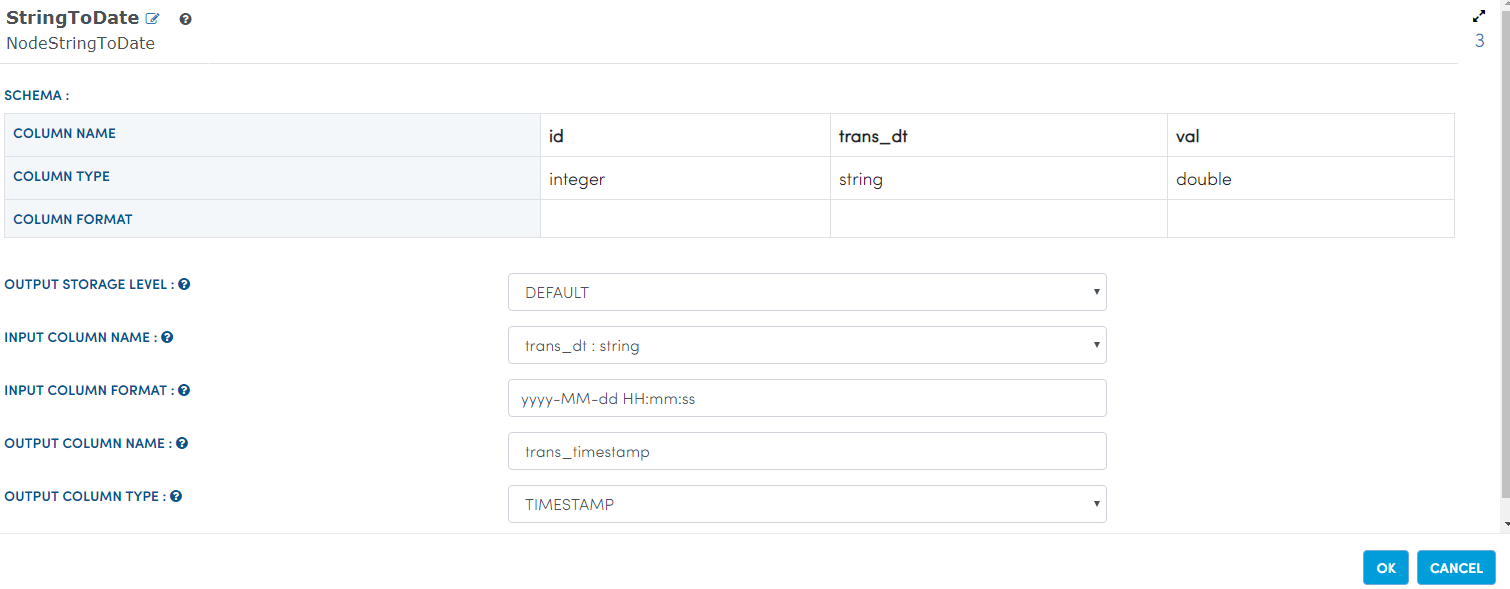 StringToDate
NodeStringToDate
3
SCHEMA :
COLUMN NAME id trans_dt val
COLUMN TYPE integer string double
COLUMN FORMAT
OUTPUT STORAGE LEVEL : DEFAULT
INPUT COLUMN NAME : trans_dt : string
INPUT COLUMN FORMAT : yyyy-MM-dd HH:mm:ss
OUTPUT COLUMN NAME : trans_timestamp
OUTPUT COLUMN TYPE : TIMESTAMP
OK CANCEL